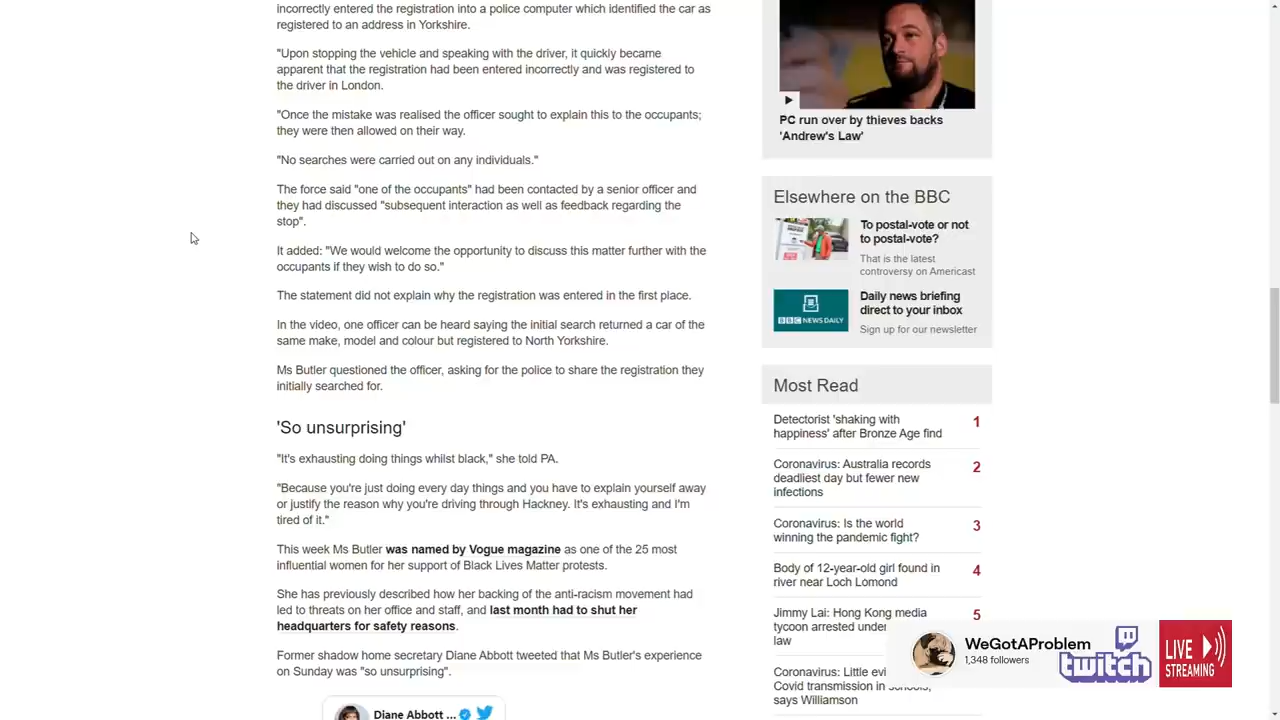 incorrectly entered the registration into a police computer which identified the car as
registered to an address in Yorkshire.
"Upon stopping the vehicle and speaking with the driver, it quickly became
apparent that the registration had been entered incorrectly and was registered to
the driver in London.
"Once the mistake was realised the officer sought to explain this to the occupants;
they were then allowed on their way.
"No searches were carried out on any individuals."
The force said "one of the occupants" had been contacted by a senior officer and
they had discussed "subsequent interaction as well as feedback regarding the
stop".
It added: "We would welcome the opportunity to discuss this matter further with the
occupants if they wish to do so."
The statement did not explain why the registration was entered in the first place.
In the video, one officer can be heard saying the initial search returned a car of the
same make, model and colour but registered to North Yorkshire.
Ms Butler questioned the officer, asking for the police to share the registration they
initially searched for.
'So unsurprising'
"It's exhausting doing things whilst black," she told PA.
"Because you're just doing every day things and you have to explain yourself away
or justify the reason why you're driving through Hackney. It's exhausting and I'm
tired of it."
This week Ms Butler was named by Vogue magazine as one of the 25 most
influential women for her support of Black Lives Matter protests.
She has previously described how her backing of the anti-racism movement had
led to threats on her office and staff, and last month had to shut her
headquarters for safety reasons.
Former shadow home secretary Diane Abbott tweeted that Ms Butler's experience
on Sunday was "so unsurprising".
Diane Abbott ...
PC run over by thieves backs
'Andrew's Law'
Elsewhere on the BBC
To postal-vote or not
to postal-vote?
That is the latest
controversy on Americast
BBC NEWS DAILY
Daily news briefing
direct to your inbox
Sign up for our newsletter
Most Read
Detectorist 'shaking with
happiness' after Bronze Age find
1
Coronavirus: Australia records
deadliest day but fewer new
infections
2
Coronavirus: Is the world
winning the pandemic fight?
3
Body of 12-year-old girl found in
river near Loch Lomond
4
Jimmy Lai: Hong Kong media
tycoon arrested under
law
5
Coronavirus: Little
Covid transmission in schools,
says Williamson
WeGotAProblem
1,348 followers
twitch
LIVE
STREAMING